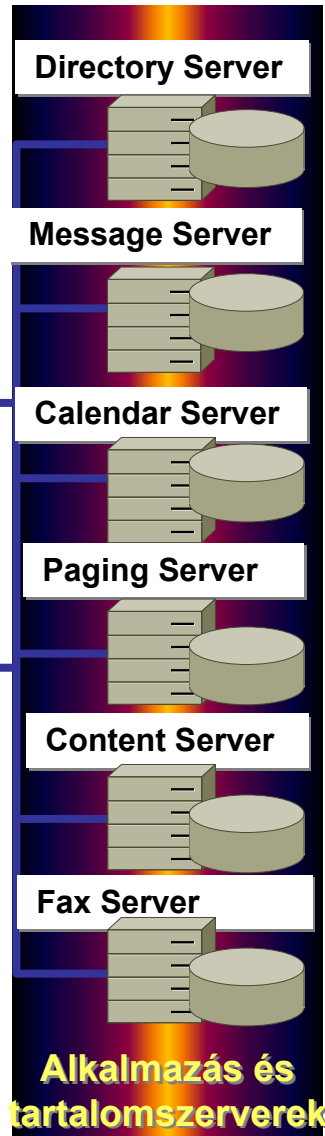 Directory Server
Message Server
Calendar Server
Paging Server
Content Server
Fax Server
Alkalmazás és
tartalomszerverek